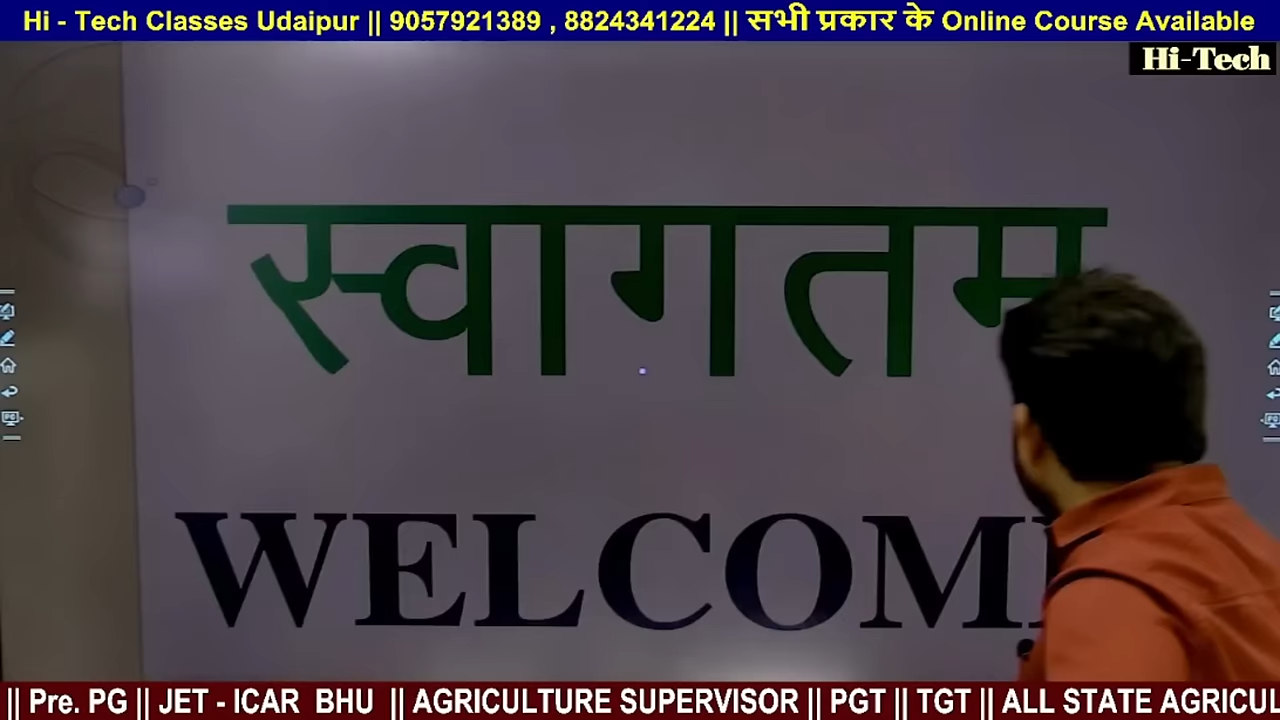 Hi - Tech Classes Udaipur || 9057921389 , 8824341224 || सभी प्रकार के Online Course Available
Hi-Tech
स्वागतम
WELCOM
|| Pre. PG || JET - ICAR BHU || AGRICULTURE SUPERVISOR || PGT || TGT || ALL STATE AGRICUL